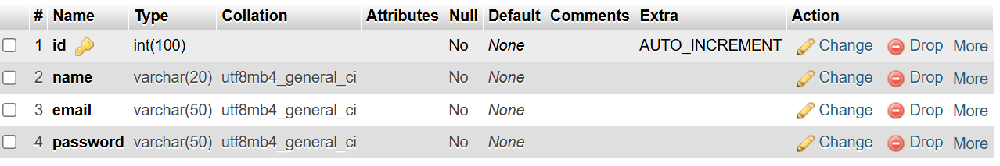 # Name Type Collation Attributes Null Default Comments Extra Action
1 id int(100) No None AUTO_INCREMENT Change Drop More
2 name varchar(20) utf8mb4_general_ci No None Change Drop More
3 email varchar(50) utf8mb4_general_ci No None Change Drop More
4 password varchar(50) utf8mb4_general_ci No None Change Drop More